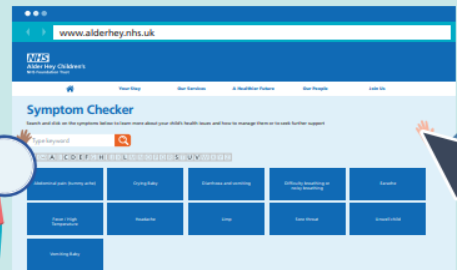 www.alderhey.nhs.uk
NHS
Alder Hey Children's
NHS Foundation Trust
Your Stay Our Services A Healthier Future Our People Join Us
Symptom Checker
Search and click on the symptoms below to learn more about your child's health issues and how to manage them or to seek further support
Type keyword
A C D E F H L S U V
Abdominal pain (tummy ache) Crying Baby Diarrhoea and vomiting Difficulty breathing or noisy breathing Earache
Fever / High Temperature Headache Limp Sore throat Unwell child
Vomiting Baby